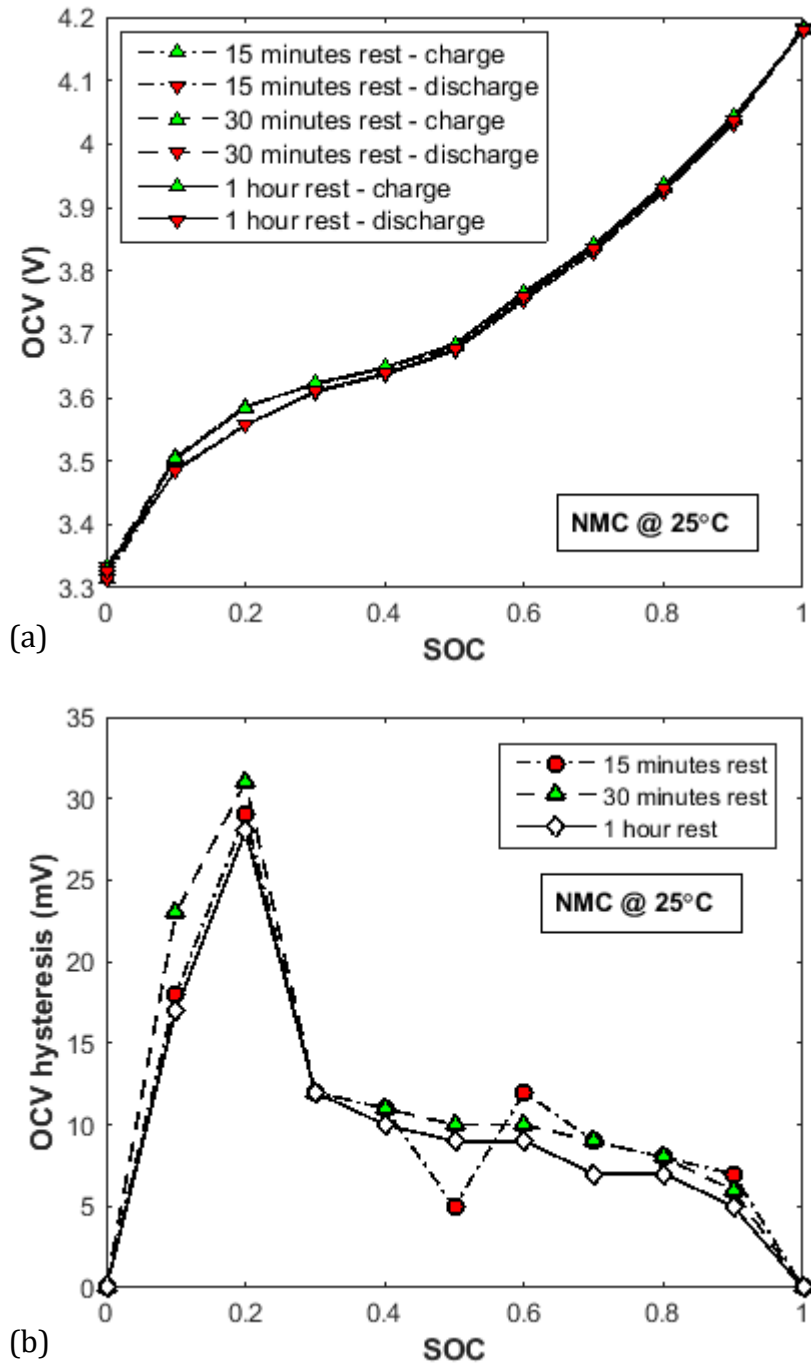 4.2
4.1
4
3.9
3.8
3.7
3.6
3.5
3.4
3.3
OCV (V)
15 minutes rest - charge
15 minutes rest - discharge
30 minutes rest - charge
30 minutes rest - discharge
1 hour rest - charge
1 hour rest - discharge
NMC @ 25°C
0 0.2 0.4 0.6 0.8 1
SOC
(a)
35
30
25
20
15
10
5
0
OCV hysteresis (mV)
15 minutes rest
30 minutes rest
1 hour rest
NMC @ 25°C
0 0.2 0.4 0.6 0.8 1
SOC
(b)